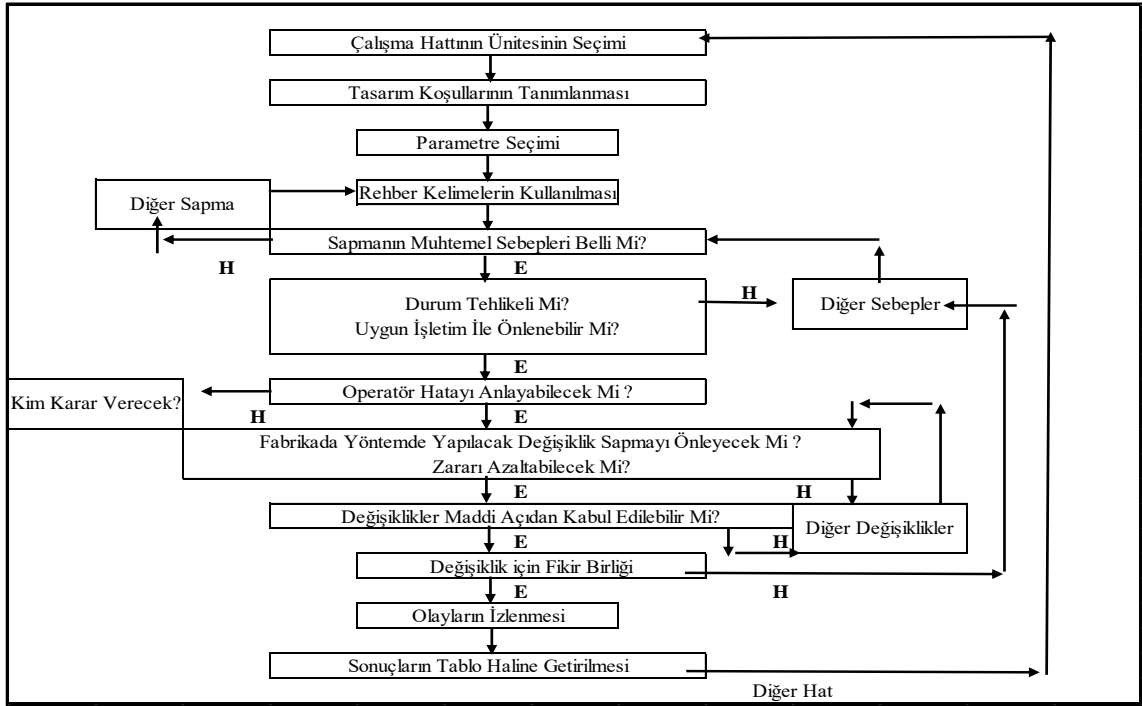 Çalışma Hattının Ünitesinin Seçimi
Tasarım Koşullarının Tanımlanması
Parametre Seçimi
Rehber Kelimelerin Kullanılması
Diğer Sapma
Sapmanın Muhtemel Sebepleri Belli Mi?
H
E
Durum Tehlikeli Mi?
Uygun İşletim İle Önlenebilir Mi?
H
Diğer Sebepler
E
Operatör Hatayı Anlayabilecek Mi ?
Kim Karar Verecek?
H
E
Fabrikada Yöntemde Yapılacak Değişiklik Sapmayı Önleyecek Mi ?
Zararı Azaltabilecek Mi?
E
H
Değişiklikler Maddi Açıdan Kabul Edilebilir Mi?
Diğer Değişiklikler
E
H
Değişiklik için Fikir Birliği
E
H
Olayların İzlenmesi
Sonuçların Tablo Haline Getirilmesi
Diğer Hat